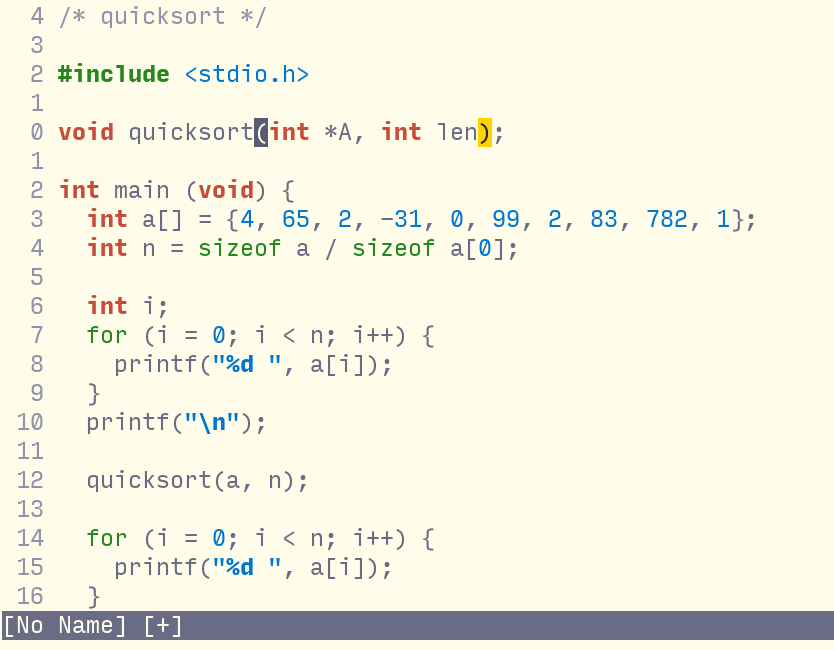 4 /* quicksort */
3
2 #include <stdio.h>
1
0 void quicksort(int *A, int len);
1
2 int main (void) {
3   int a[] = {4, 65, 2, -31, 0, 99, 2, 83, 782, 1};
4   int n = sizeof a / sizeof a[0];
5
6   int i;
7   for (i = 0; i < n; i++) {
8     printf("%d ", a[i]);
9   }
10   printf("\n");
11
12   quicksort(a, n);
13
14   for (i = 0; i < n; i++) {
15     printf("%d ", a[i]);
16   }
[No Name] [+]